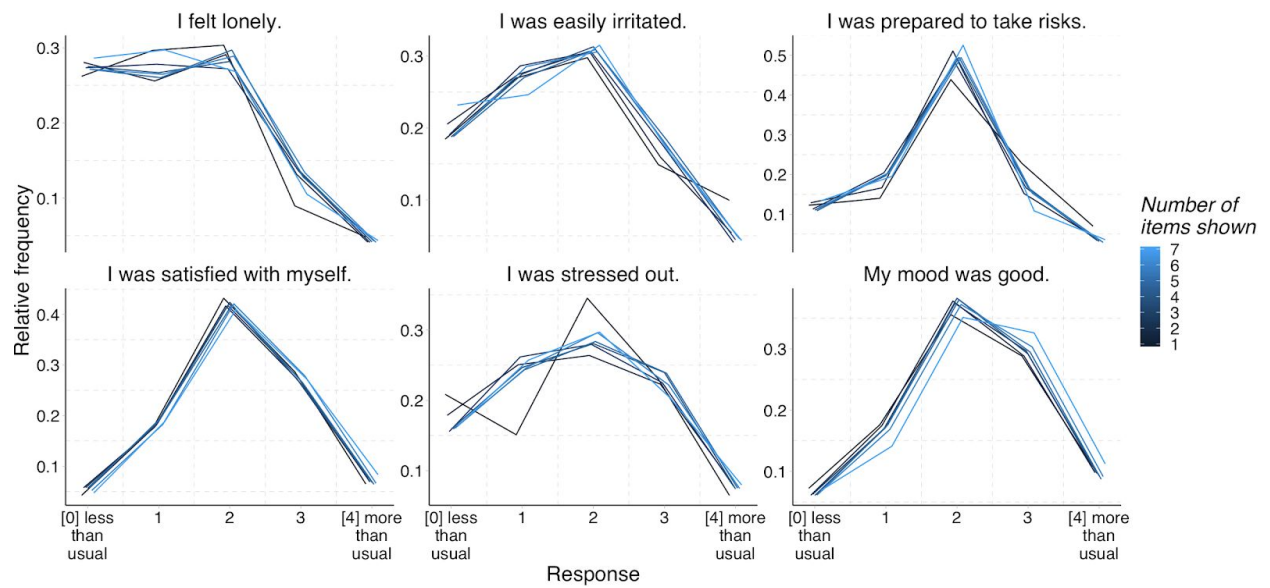 I felt lonely.
I was easily irritated.
I was prepared to take risks.
0.3
0.2
0.1
0.3
0.2
0.1
0.5
0.4
0.3
0.2
0.1
Relative frequency
I was satisfied with myself.
I was stressed out.
My mood was good.
0.4
0.3
0.2
0.1
0.3
0.2
0.1
0.3
0.2
0.1
[0] less
than
usual
1
2
3
[4] more
than
usual
[0] less
than
usual
1
2
3
[4] more
than
usual
[0] less
than
usual
1
2
3
[4] more
than
usual
Response
Number of
items shown
7
6
5
4
3
2
1